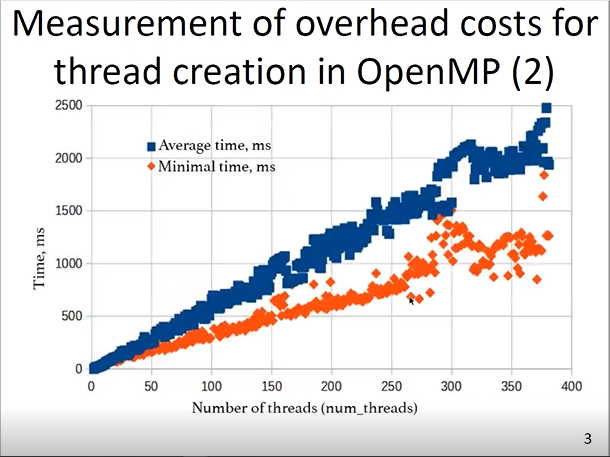 Measurement of overhead costs for
thread creation in OpenMP (2)
2500
2000
1500
1000
500
0
Time, ms
Average time, ms
Minimal time, ms
0 50 100 150 200 250 300 350 400
Number of threads (num_threads)
3